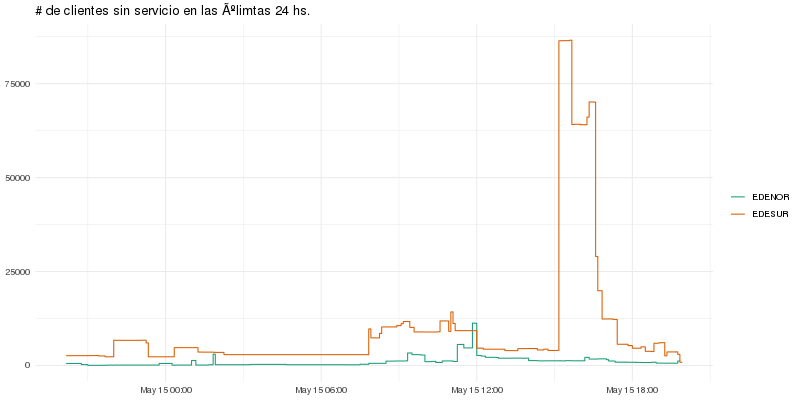 # de clientes sin servicio en las Ãºlimtas 24 hs.
75000
50000
25000
0
May 15 00:00
May 15 06:00
May 15 12:00
May 15 18:00
EDENOR
EDESUR